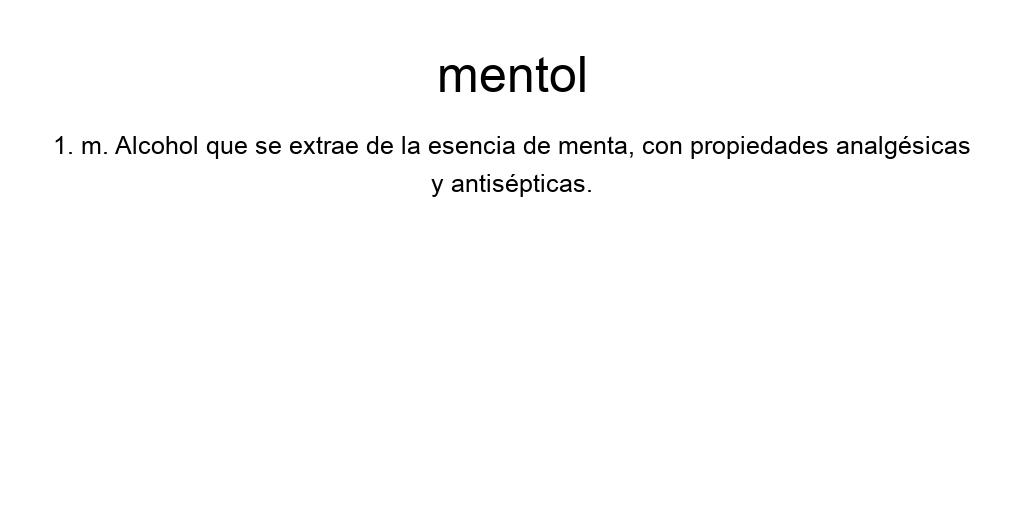 mentol
1. m. Alcohol que se extrae de la esencia de menta, con propiedades analgésicas
y antisépticas.